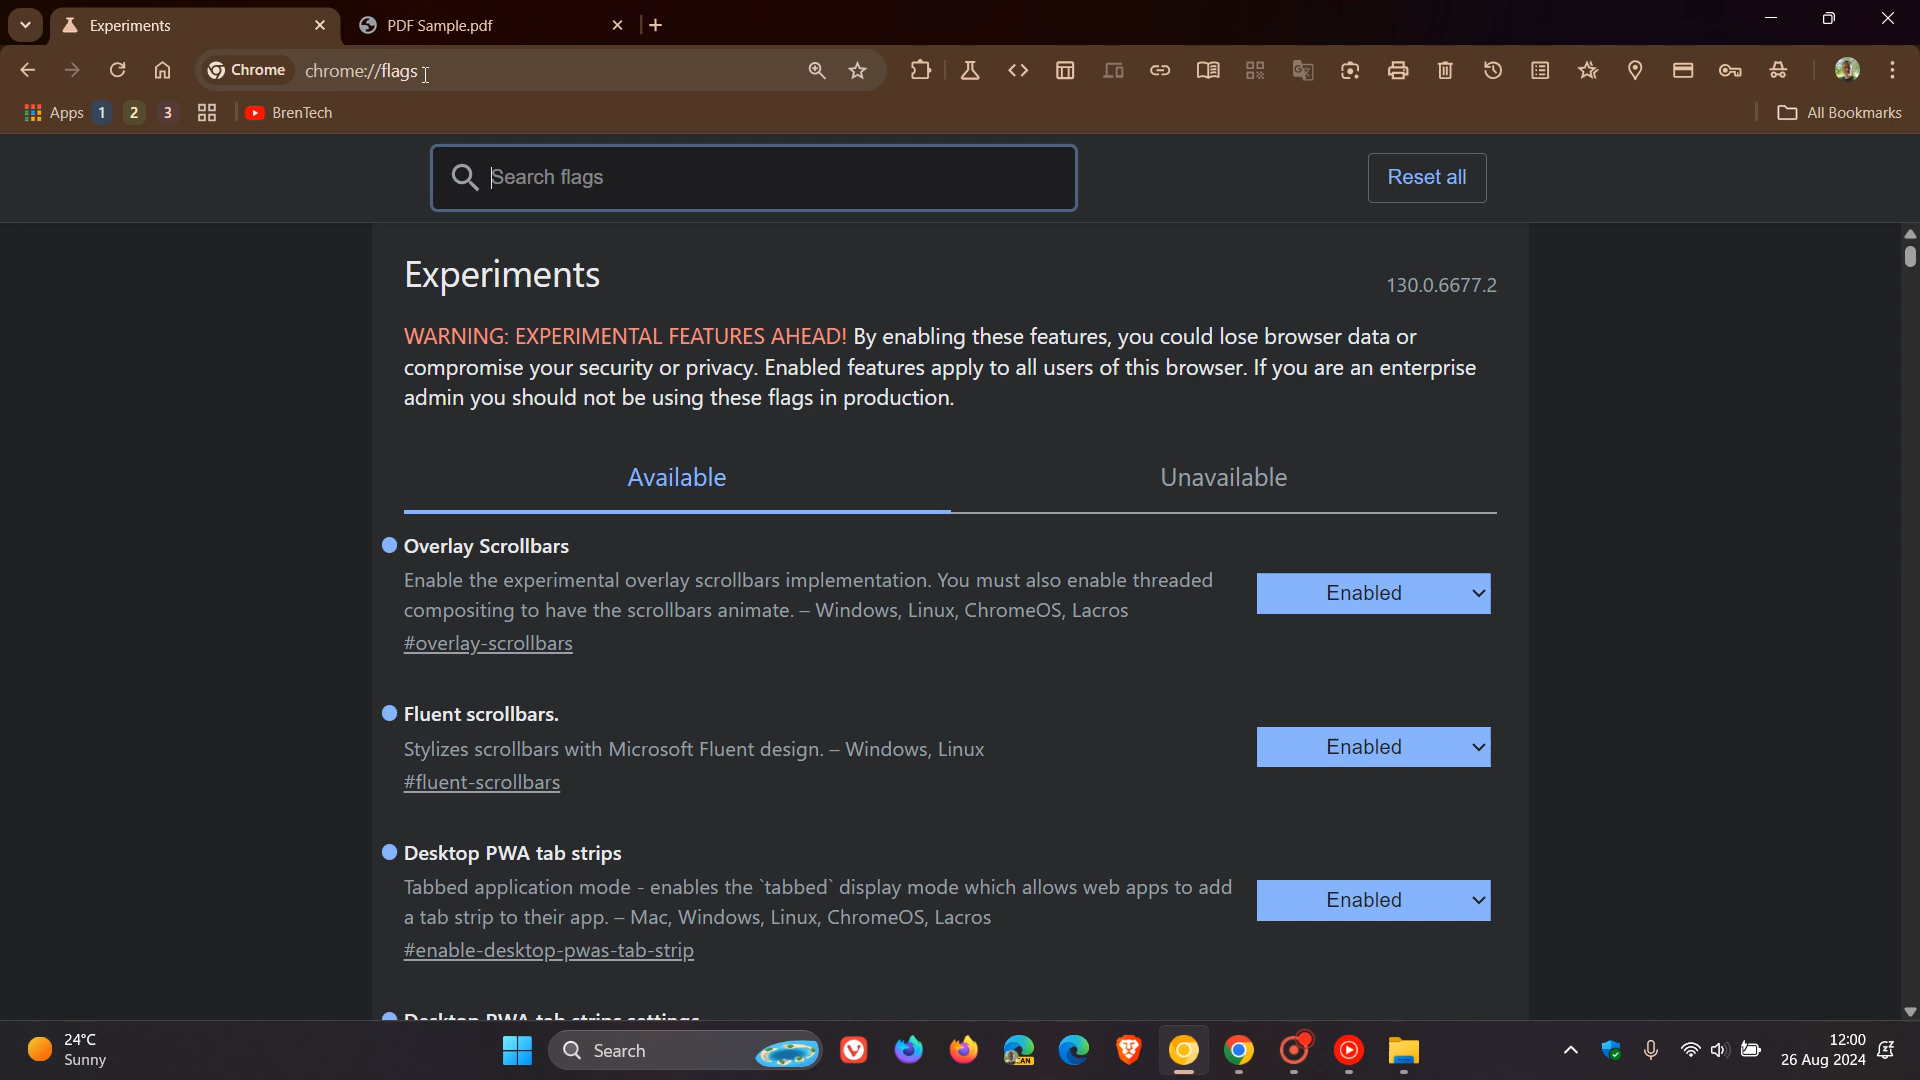 Experiments
PDF Sample.pdf
Chrome
chrome://flags
Apps
1
2
3
BrenTech
All Bookmarks
Search flags
Reset all
Experiments
130.0.6677.2
WARNING: EXPERIMENTAL FEATURES AHEAD! By enabling these features, you could lose browser data or
compromise your security or privacy. Enabled features apply to all users of this browser. If you are an enterprise
admin you should not be using these flags in production.
Available
Unavailable
Overlay Scrollbars
Enable the experimental overlay scrollbars implementation. You must also enable threaded
compositing to have the scrollbars animate. – Windows, Linux, ChromeOS, Lacros
#overlay-scrollbars
Enabled
Fluent scrollbars.
Stylizes scrollbars with Microsoft Fluent design. – Windows, Linux
#fluent-scrollbars
Enabled
Desktop PWA tab strips
Tabbed application mode - enables the `tabbed` display mode which allows web apps to add
a tab strip to their app. – Mac, Windows, Linux, ChromeOS, Lacros
#enable-desktop-pwas-tab-strip
Enabled
Desktop PWA tab strips settings
24°C
Sunny
Search
12:00
26 Aug 2024